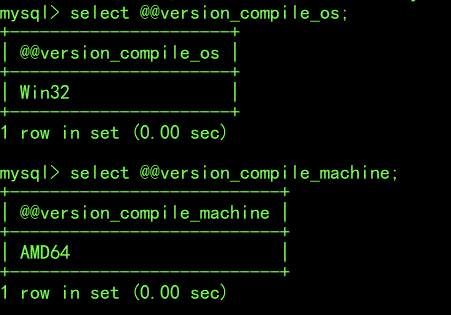 mysql> select @@version_compile_os;
+----------------------+
| @@version_compile_os |
+----------------------+
| Win32                |
+----------------------+
1 row in set (0.00 sec)
mysql> select @@version_compile_machine;
+---------------------------+
| @@version_compile_machine |
+---------------------------+
| AMD64                     |
+---------------------------+
1 row in set (0.00 sec)